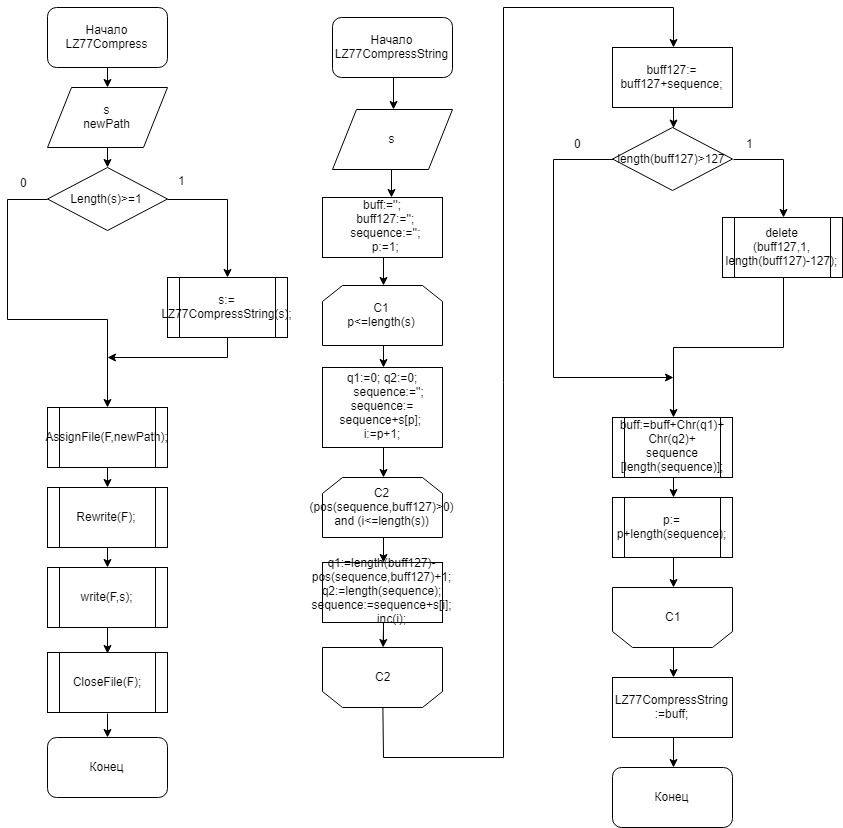 Начало
LZ77Compress
s
newPath
0
Length(s)>=1
1
s:=
LZ77CompressString(s);
AssignFile(F,newPath);
Rewrite(F);
write(F,s);
CloseFile(F);
Конец
Начало
LZ77CompressString
s
buff:='';
buff127:='';
sequence:='';
p:=1;
C1
p<=length(s)
q1:=0; q2:=0;
sequence:='';
sequence:=
sequence+s[p];
i:=p+1;
C2
(pos(sequence,buff127)>0)
and (i<=length(s))
q1:=length(buff127)-
pos(sequence,buff127)+1;
q2:=length(sequence);
sequence:=sequence+s[i];
inc(i);
C2
buff127:=
buff127+sequence;
0
length(buff127)>127
1
delete
(buff127,1,
length(buff127)-127);
buff:=buff+Chr(q1)+
Chr(q2)+
sequence
[length(sequence)];
p:=
p+length(sequence);
C1
LZ77CompressString
:=buff;
Конец